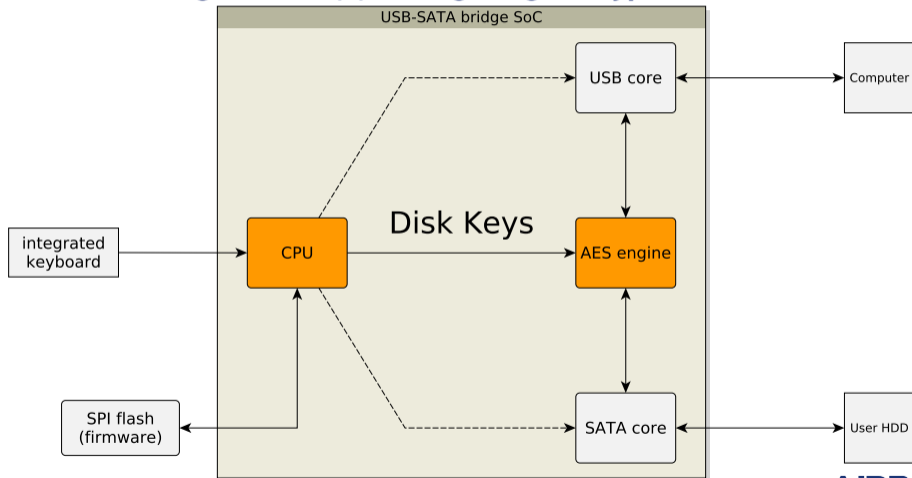 USB-SATA bridge SoC
USB core
Computer
Disk Keys
integrated
keyboard
CPU
AES engine
SPI flash
(firmware)
SATA core
User HDD